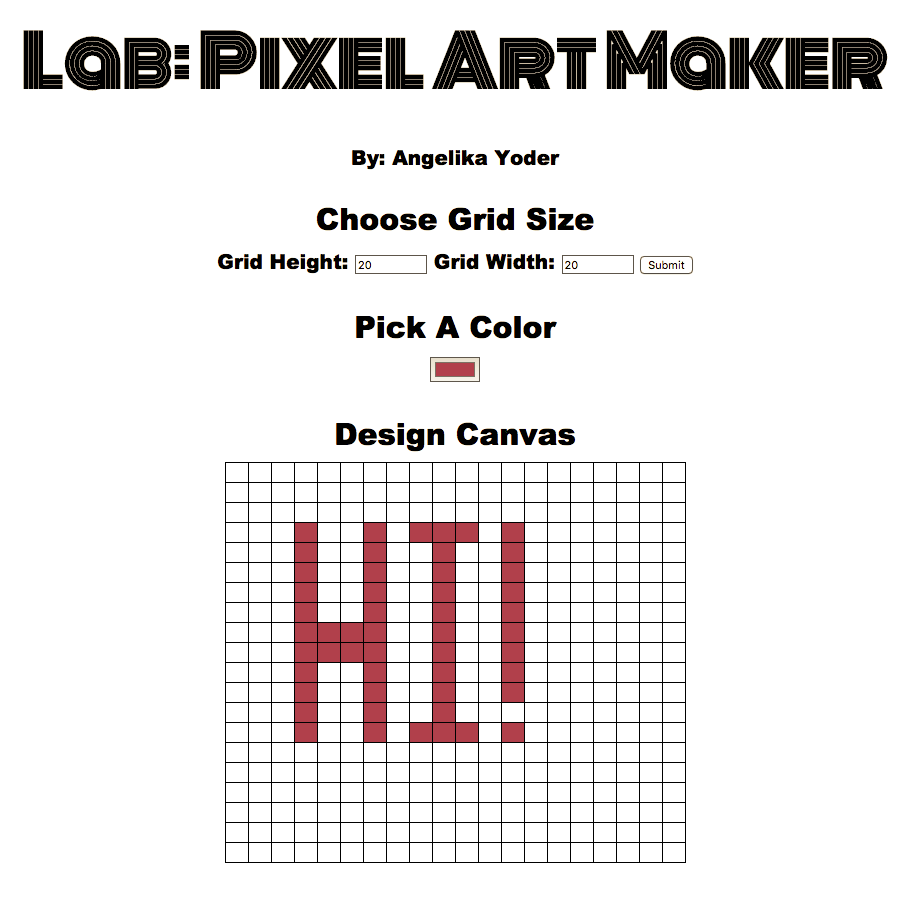 Lab: Pixel Art Maker
By: Angelika Yoder
Choose Grid Size
Grid Height: 20 Grid Width: 20 Submit
Pick A Color
Design Canvas
HI!